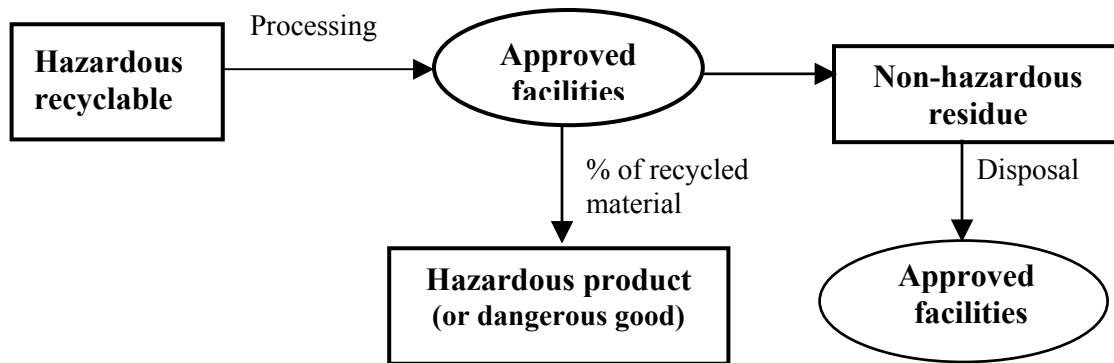 Processing
Hazardous
recyclable
Approved
facilities
Non-hazardous
residue
% of recycled
material
Disposal
Hazardous product
(or dangerous good)
Approved
facilities